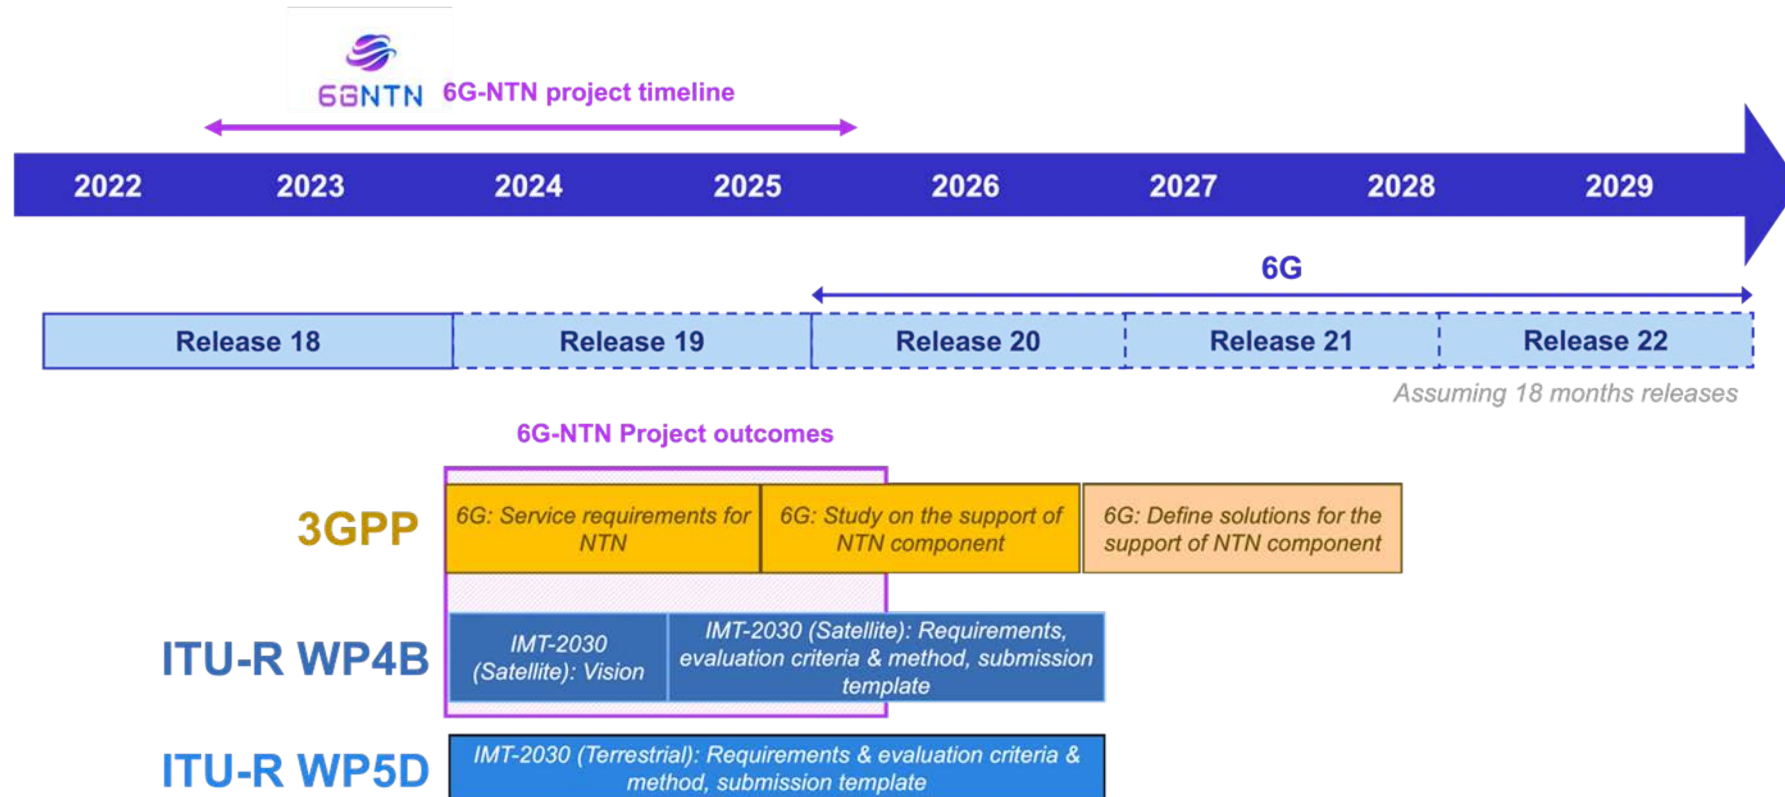 6GNTN
6G-NTN project timeline
2022 2023 2024 2025 2026 2027 2028 2029
6G
Release 18 Release 19 Release 20 Release 21 Release 22
Assuming 18 months releases
6G-NTN Project outcomes
3GPP
6G: Service requirements for
NTN
6G: Study on the support of
NTN component
6G: Define solutions for the
support of NTN component
ITU-R WP4B
IMT-2030
(Satellite): Vision
IMT-2030 (Satellite): Requirements,
evaluation criteria & method, submission
template
ITU-R WP5D
IMT-2030 (Terrestrial): Requirements & evaluation criteria &
method, submission template